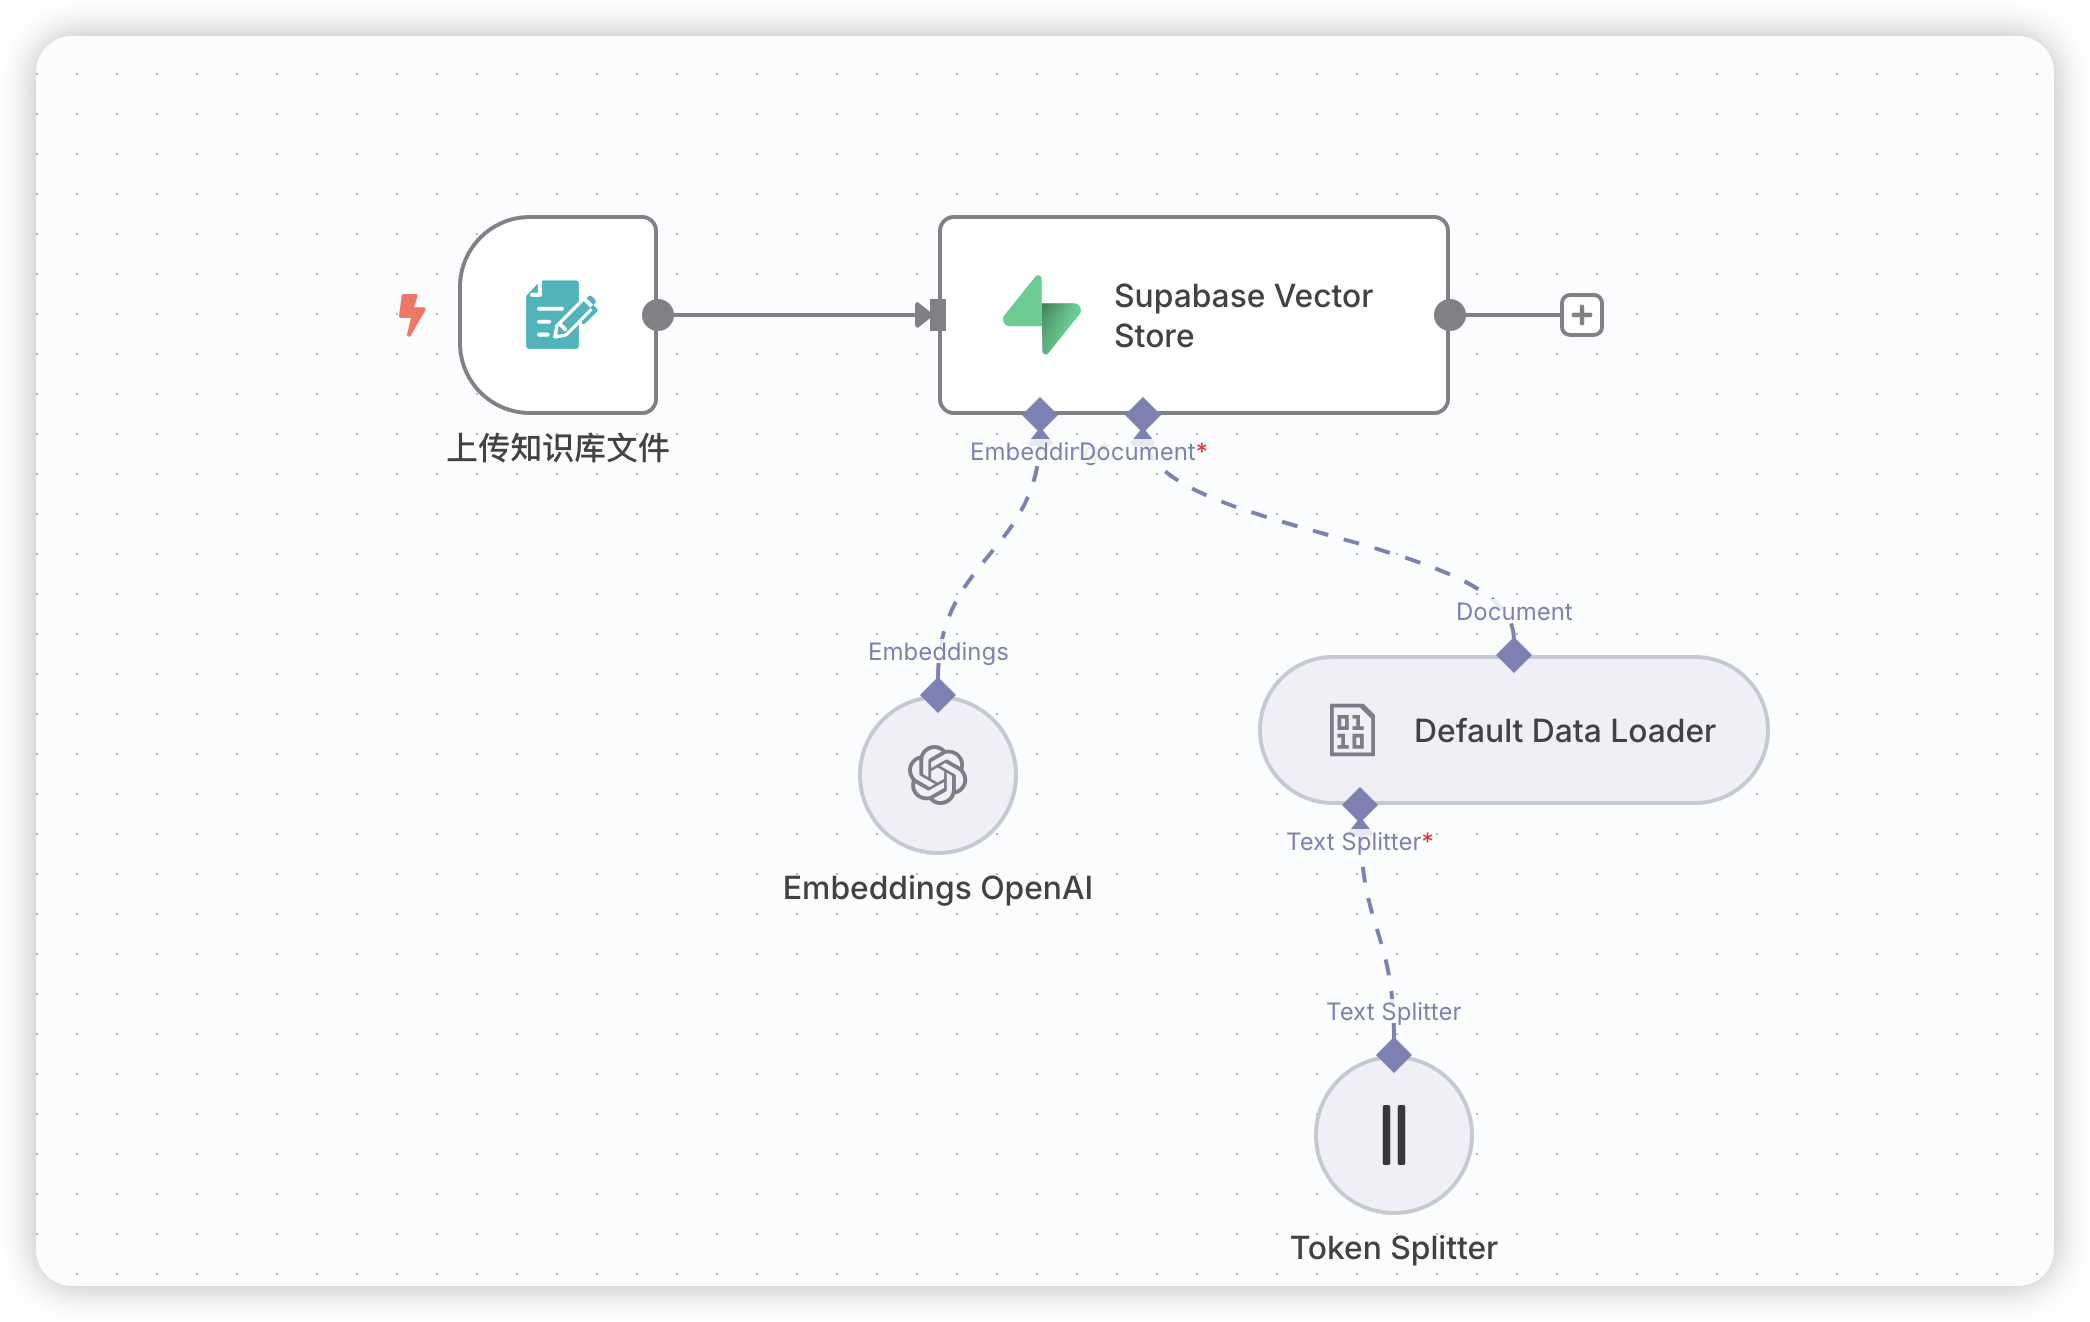 Supabase Vector
Store
上传知识库文件
Document*
Embeddings
Document
Default Data Loader
Text Splitter*
Embeddings OpenAI
Text Splitter
Token Splitter